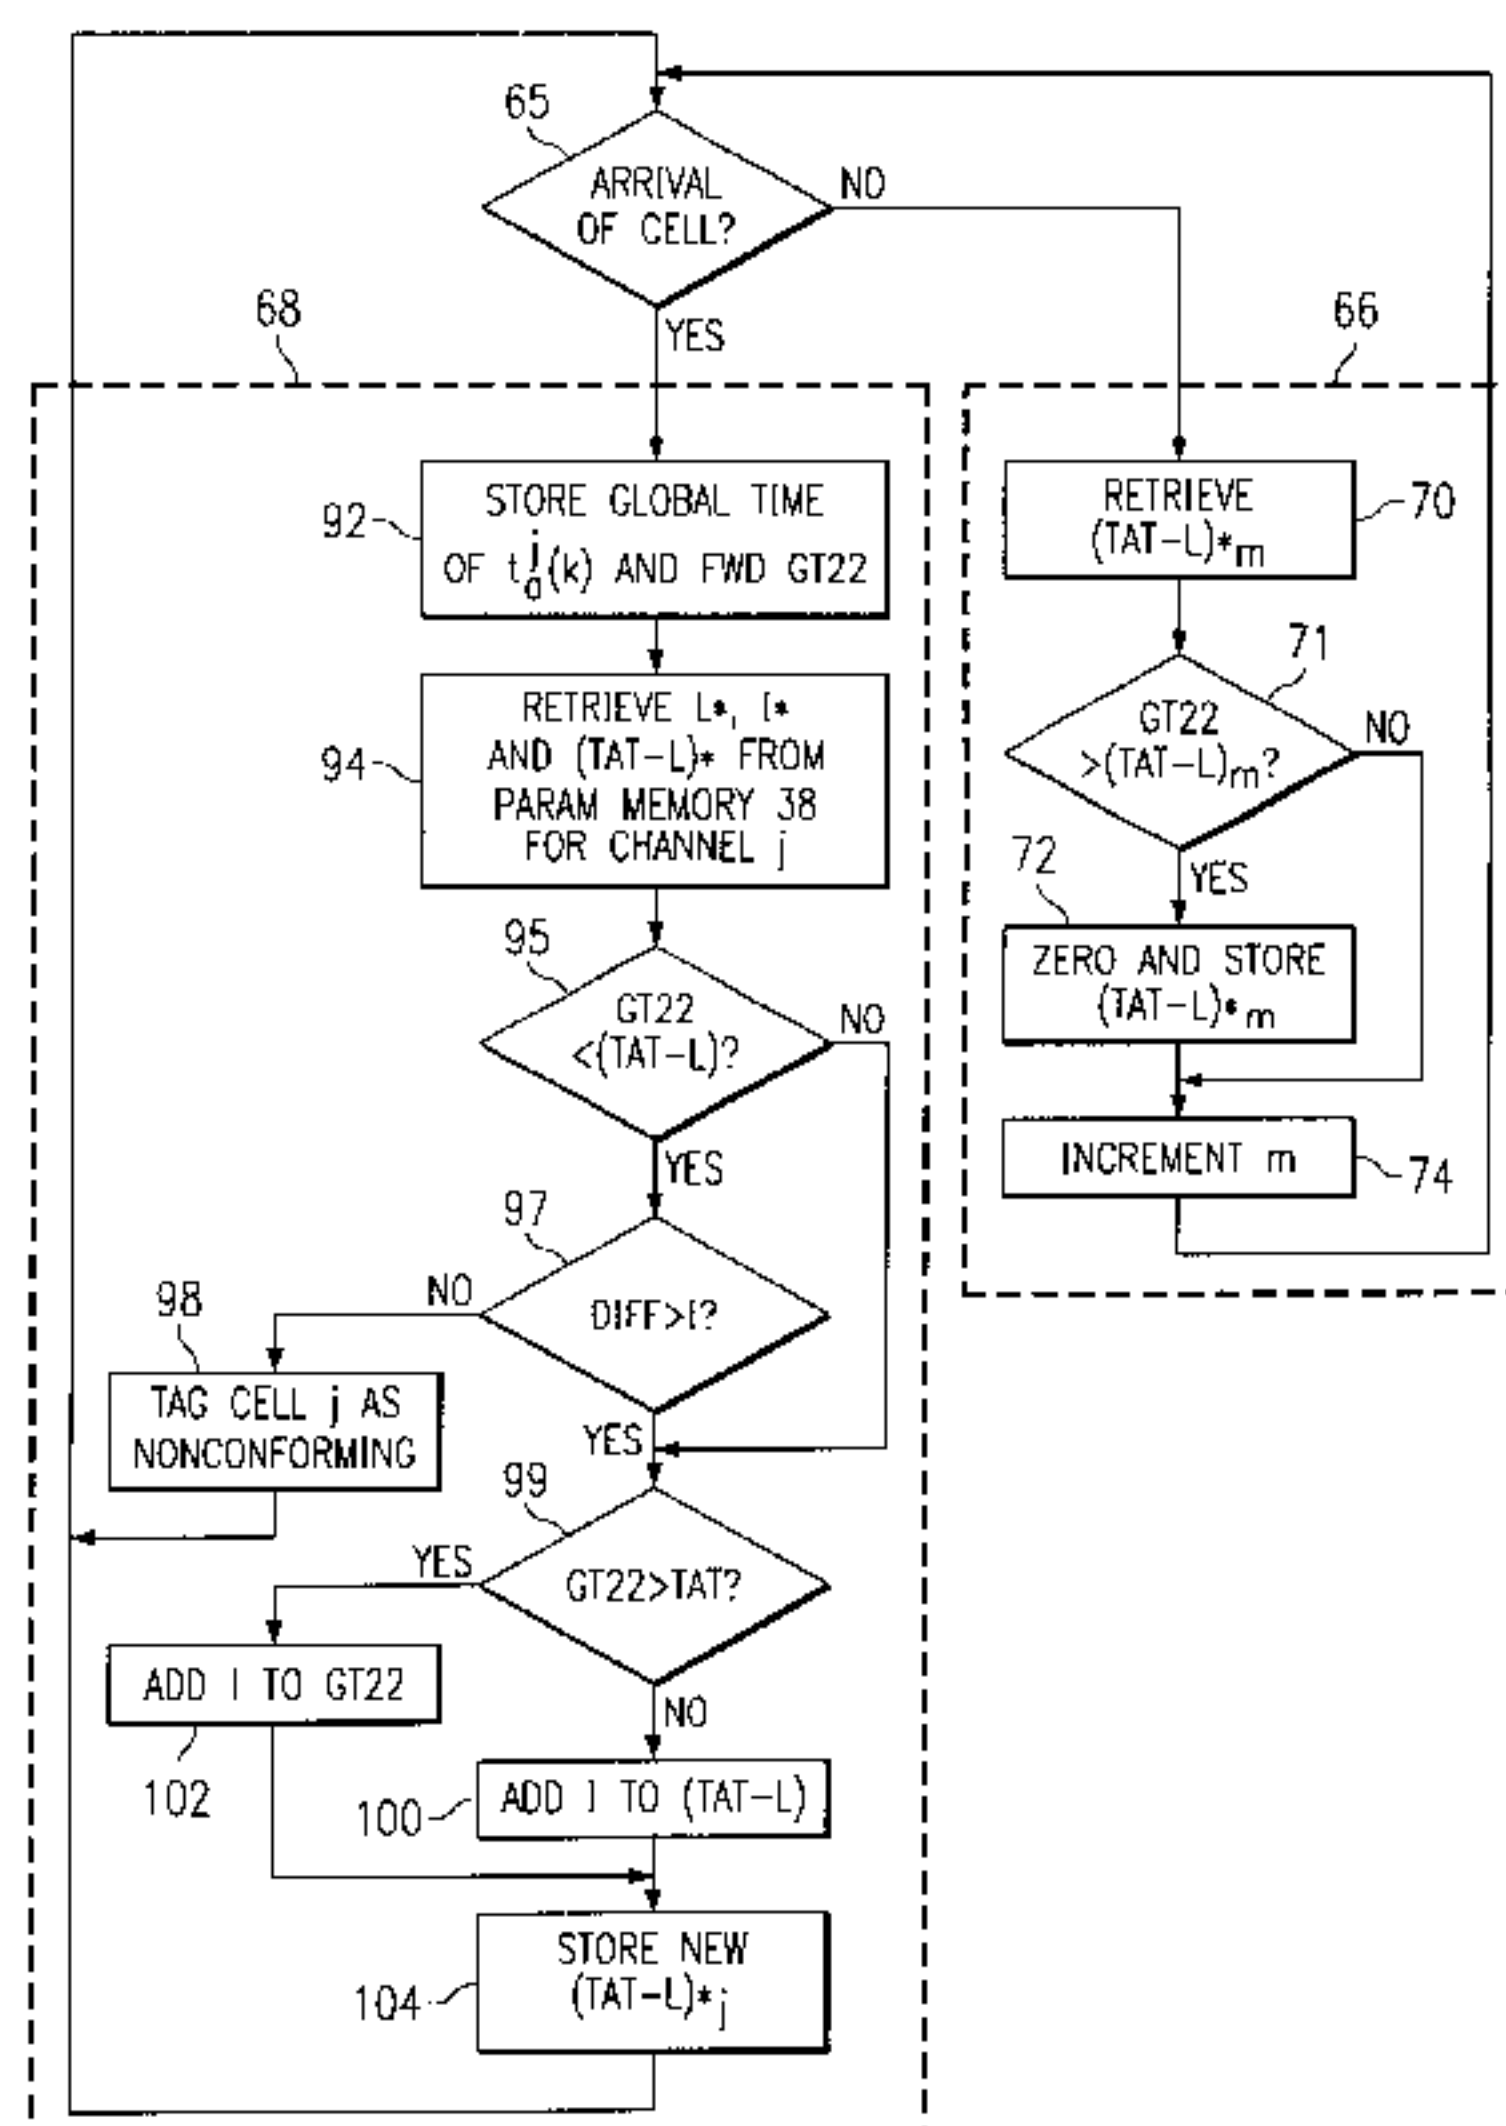 65
ARRIVAL
OF CELL?
NO
YES
68
66
92
STORE GLOBAL TIME
OF t_a^j(k) AND FWD GT22
94
RETRIEVE L*, I*
AND (TAT-L)* FROM
PARAM MEMORY 38
FOR CHANNEL j
95
GT22
<(TAT-L)?
NO
YES
97
DIFF>I?
NO
YES
98
TAG CELL j AS
NONCONFORMING
99
GT22>TAT?
YES
NO
ADD I TO GT22
102
100
ADD I TO (TAT-L)
104
STORE NEW
(TAT-L)*j
RETRIEVE
(TAT-L)*m
70
71
GT22
>(TAT-L)m?
NO
YES
72
ZERO AND STORE
(TAT-L)*m
INCREMENT m
74